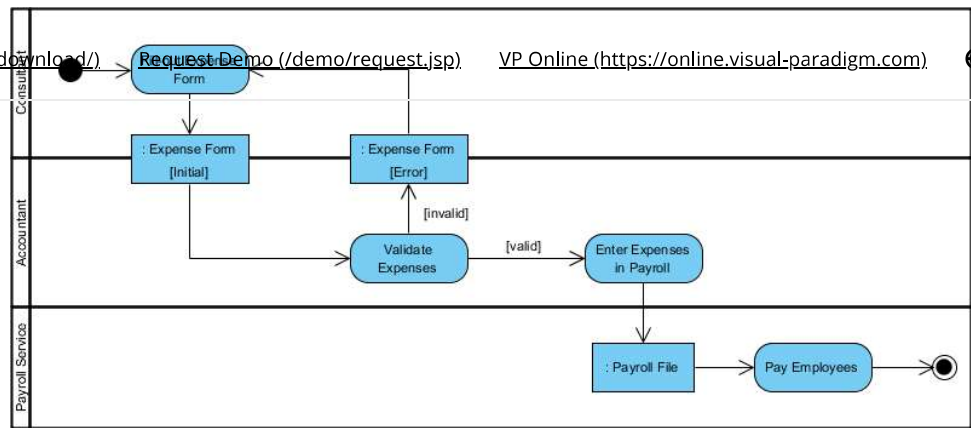 download/)
Request Demo (/demo/request.jsp)
VP Online (https://online.visual-paradigm.com)
Form
Consultant
: Expense Form
[Initial]
: Expense Form
[Error]
[invalid]
Accountant
Validate
Expenses
[valid]
Enter Expenses
in Payroll
Payroll Service
: Payroll File
Pay Employees